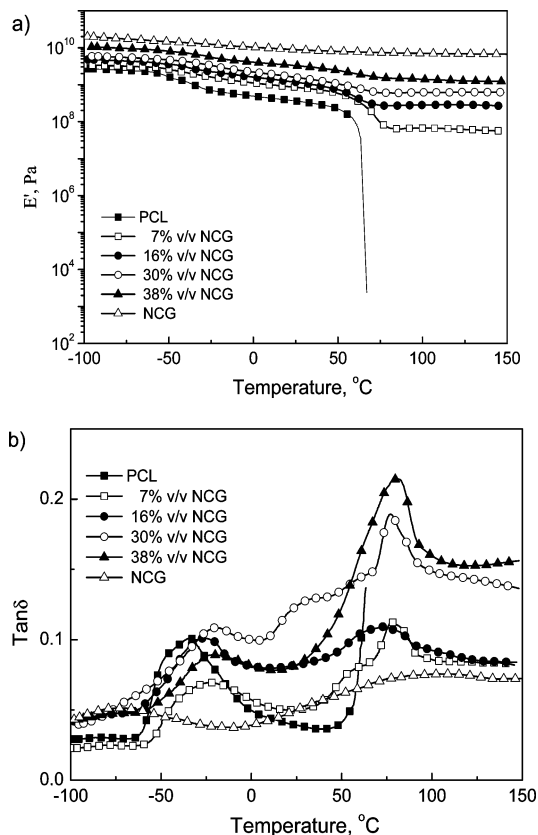 a)
10^10
10^8
10^6
10^4
10^2
E', Pa
PCL
7% v/v NCG
16% v/v NCG
30% v/v NCG
38% v/v NCG
NCG
-100 -50 0 50 100 150
Temperature, °C
b)
0.2
0.1
0.0
Tanδ
PCL
7% v/v NCG
16% v/v NCG
30% v/v NCG
38% v/v NCG
NCG
-100 -50 0 50 100 150
Temperature, °C